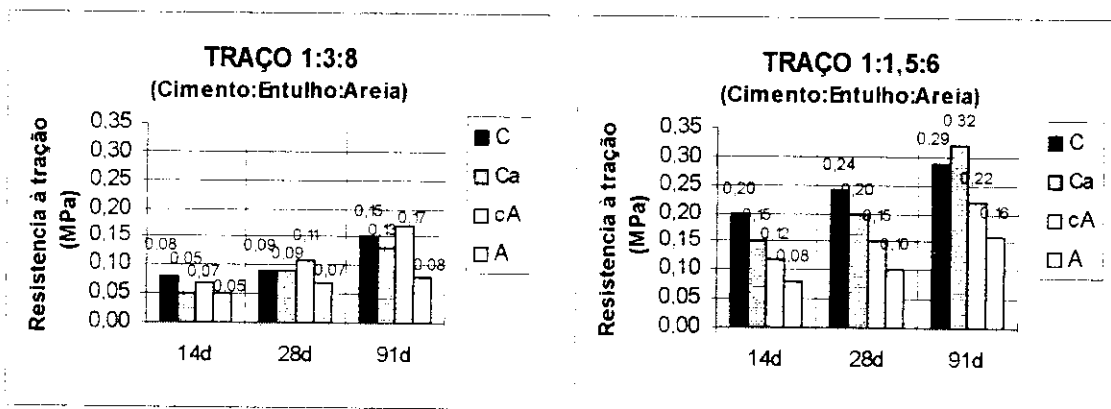 TRAÇO 1:3:8
(Cimento:Entulho:Areia)
Resistencia à tração
(MPa)
0,35
0,30
0,25
0,20
0,15
0,10
0,05
0,00
0,08
0,05
0,07
0,05
0,09
0,09
0,11
0,07
0,15
0,13
0,17
0,08
14d
28d
91d
C
Ca
cA
A
TRAÇO 1:1,5:6
(Cimento:Entulho:Areia)
Resistencia à tração
(MPa)
0,35
0,30
0,25
0,20
0,15
0,10
0,05
0,00
0,20
0,15
0,12
0,08
0,24
0,20
0,15
0,10
0,29
0,32
0,22
0,16
14d
28d
91d
C
Ca
cA
A